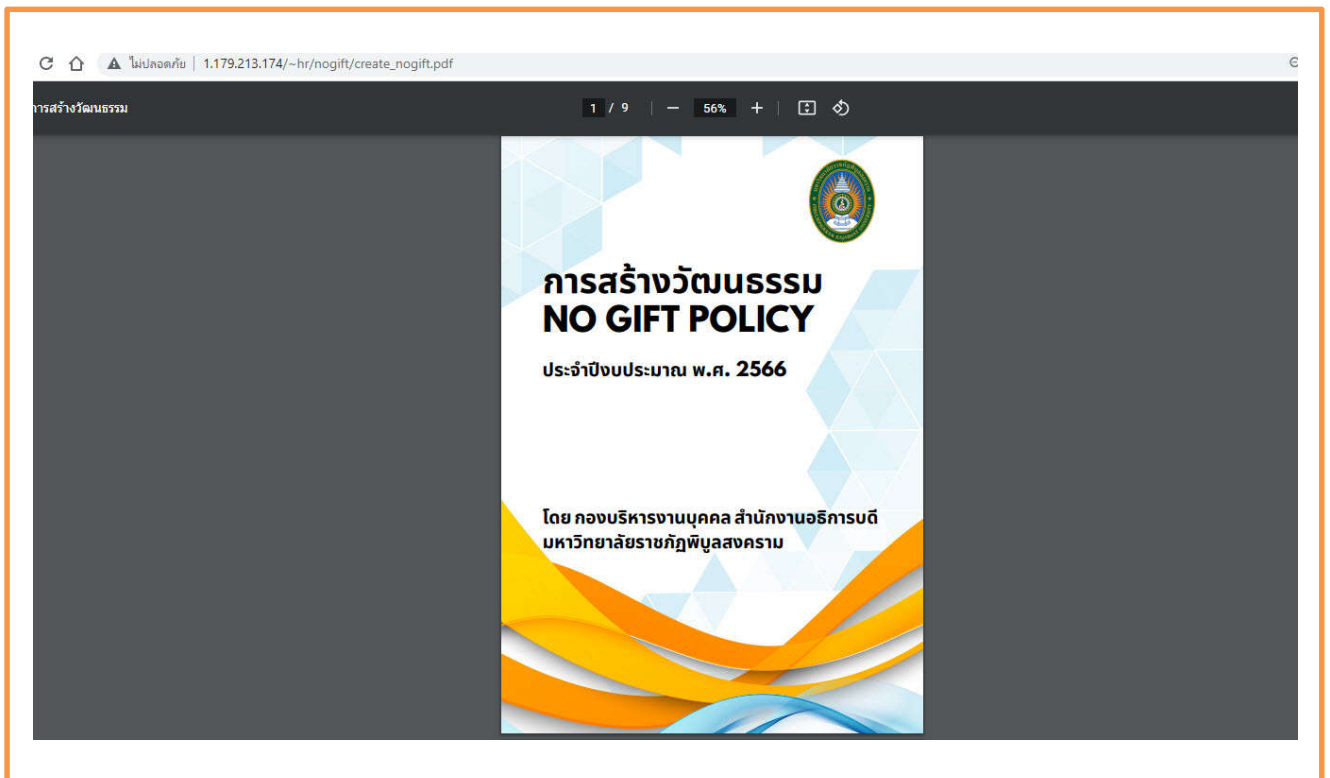 ไม่ปลอดภัย | 1.179.213.174/~hr/nogift/create_nogift.pdf
การสร้างวัฒนธรรม
1 / 9 | — 56% + |
การสร้างวัฒนธรรม
NO GIFT POLICY
ประจำปีงบประมาณ พ.ศ. 2566
โดย กองบริหารงานบุคคล สำนักงานอธิการบดี
มหาวิทยาลัยราชภัฏพิบูลสงคราม